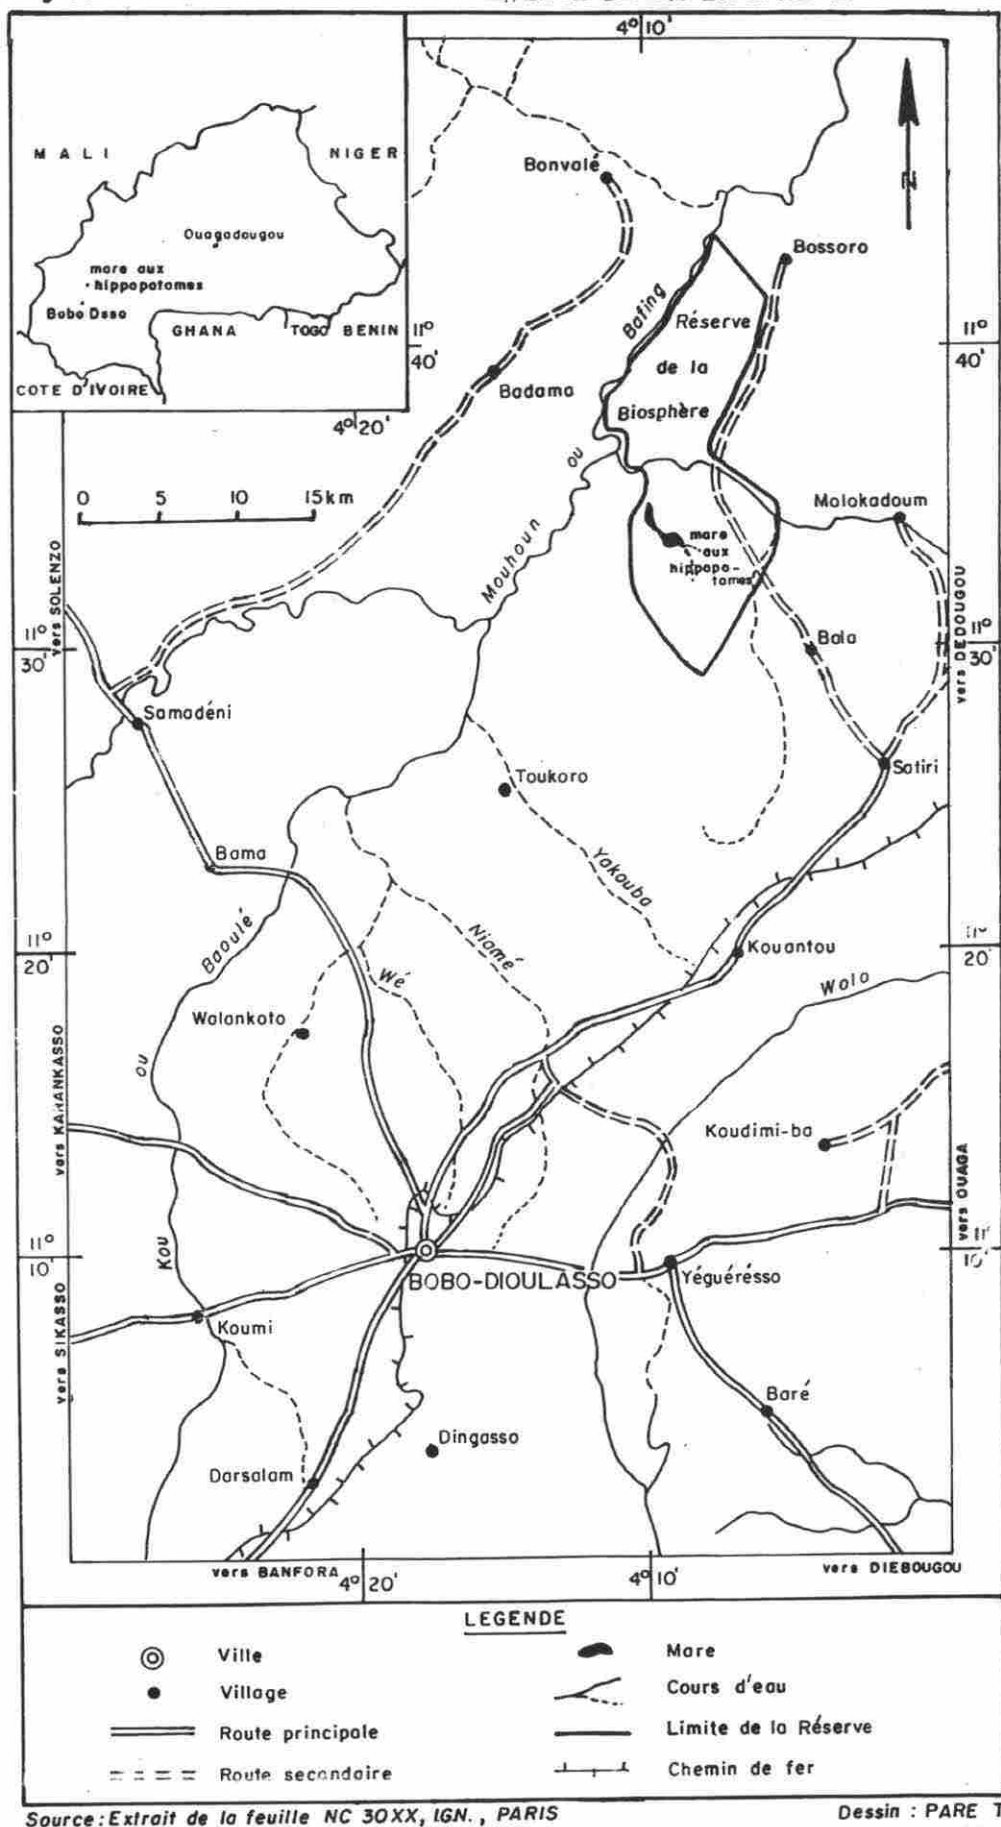 4° 10'
MALI
NIGER
Ouagadougou
mare aux
hippopotames
Bobo Dsso
GHANA
TOGO
BENIN
COTE D'IVOIRE
11°
40'
4° 20'
0 5 10 15 km
Bonvalé
Bossoro
N
Bafing
Réserve
de la
Biosphère
11°
40'
Badama
ou
Mouhoun
Molokadoum
mare
aux
hippopo-
tames
vers SOLENZO
11°
30'
Bala
11°
30'
vers DEDOUGOU
Samadéni
Toukoro
Satiri
Bama
Yakouba
Baoulé
Niamé
Wé
11°
20'
Kouantou
11°
20'
Wolo
Walankoto
ou
vers KARANKASSO
Koudimi-ba
vers OUAGA
Kou
11°
10'
11°
10'
BOBO-DIOULASSO
Yéguérésso
vers SIKASSO
Koumi
Baré
Dingasso
Darsalam
vers BANFORA
4° 20'
4° 10'
vers DIEBOUGOU
LEGENDE
Ville
Village
Route principale
Route secondaire
Mare
Cours d'eau
Limite de la Réserve
Chemin de fer
Source: Extrait de la feuille NC 30XX, IGN., PARIS
Dessin : PARE T